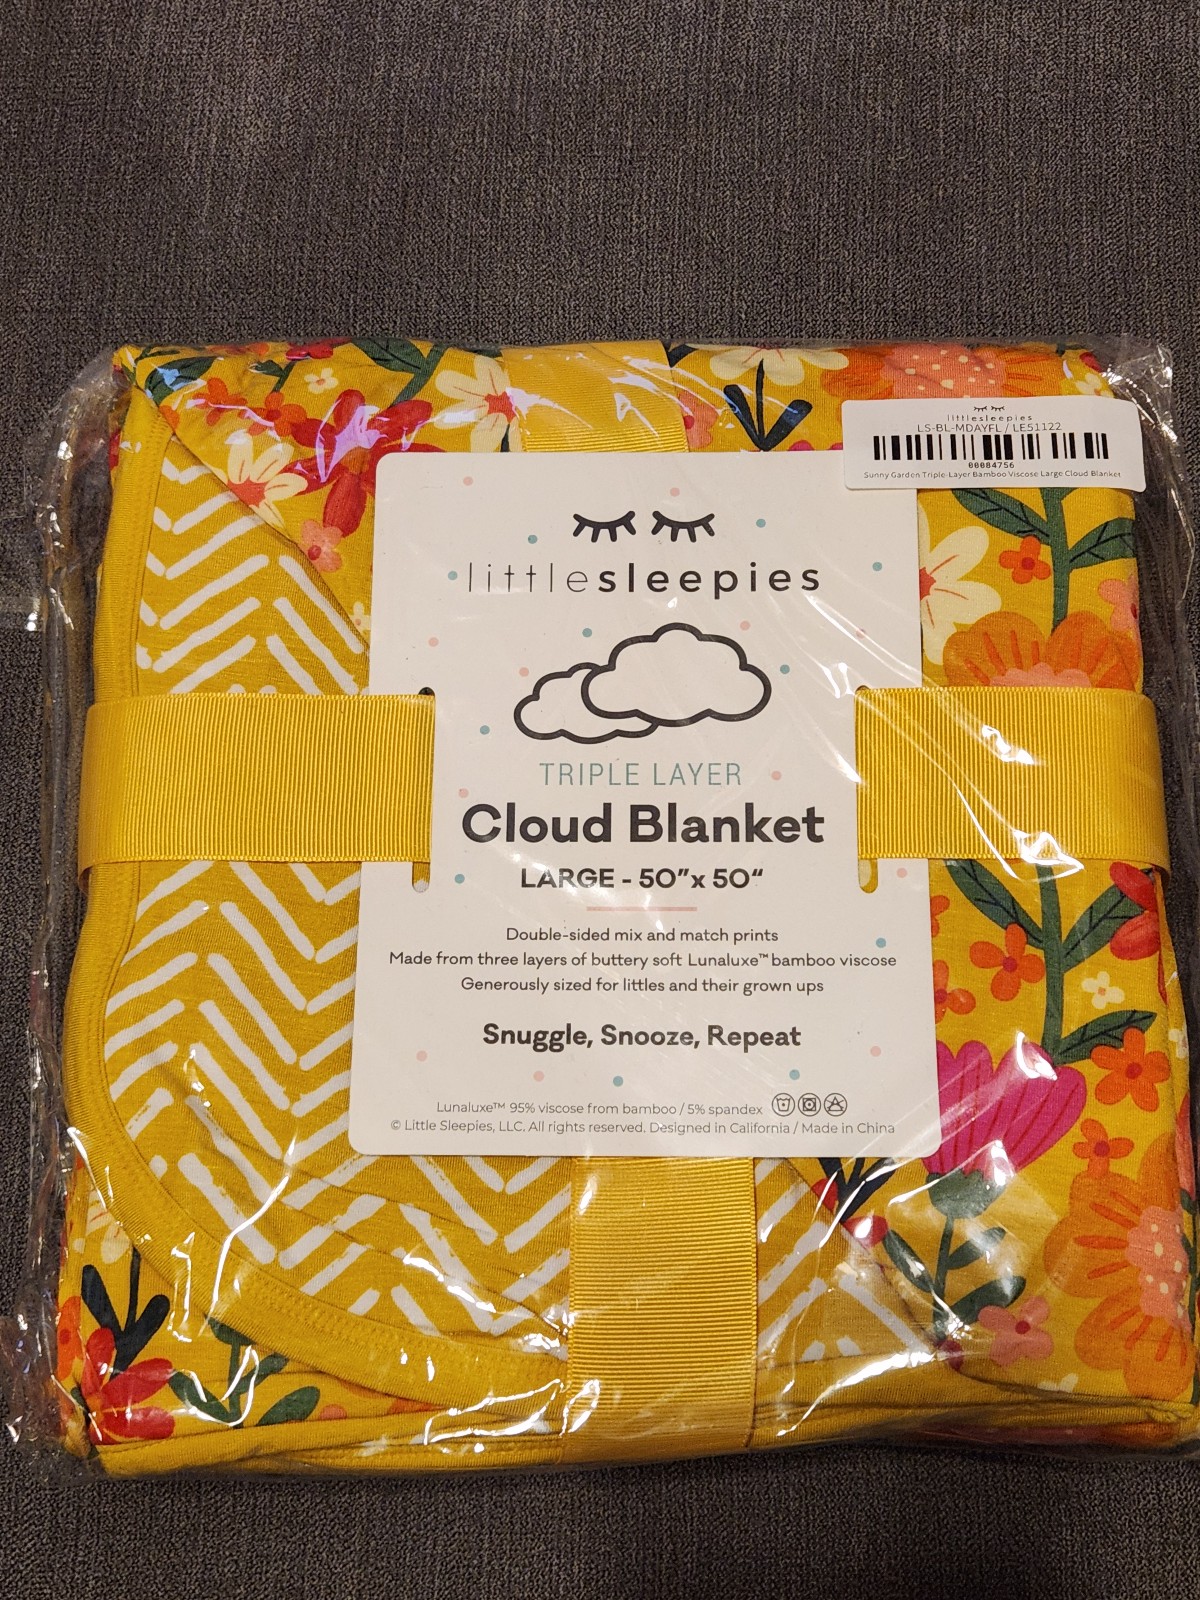 littlesleepies
LS-BL-MDAYFL / LE51122
00084756
Sunny Garden Triple-Layer Bamboo Viscose Large Cloud Blanket
littlesleepies
TRIPLE LAYER
Cloud Blanket
LARGE - 50”x 50“
Double-sided mix and match prints
Made from three layers of buttery soft Lunaluxe™ bamboo viscose
Generously sized for littles and their grown ups
Snuggle, Snooze, Repeat
Lunaluxe™ 95% viscose from bamboo / 5% spandex
© Little Sleepies, LLC. All rights reserved. Designed in California / Made in China